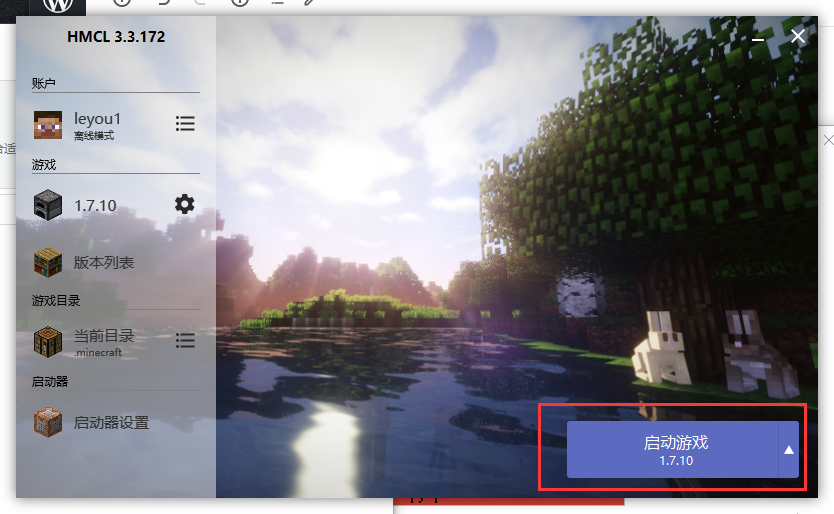 HMCL 3.3.172
账户
leyou1
离线模式
游戏
1.7.10
版本列表
游戏目录
当前目录
.minecraft
启动器
启动器设置
启动游戏
1.7.10